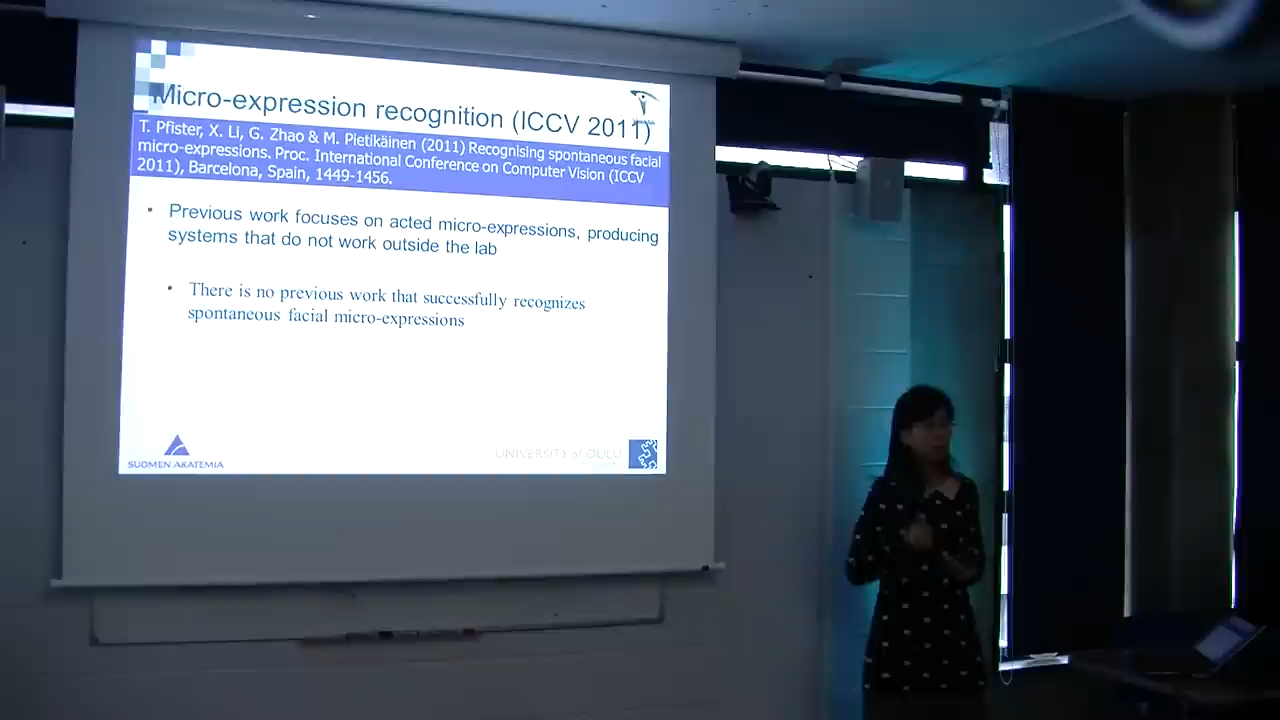 Micro-expression recognition (ICCV 2011)
T. Pfister, X. Li, G. Zhao & M. Pietikäinen (2011) Recognising spontaneous facial
micro-expressions. Proc. International Conference on Computer Vision (ICCV
2011), Barcelona, Spain, 1449-1456.
• Previous work focuses on acted micro-expressions, producing
systems that do not work outside the lab
• There is no previous work that successfully recognizes
spontaneous facial micro-expressions
SUOMEN AKATEMIA
UNIVERSITY of OULU